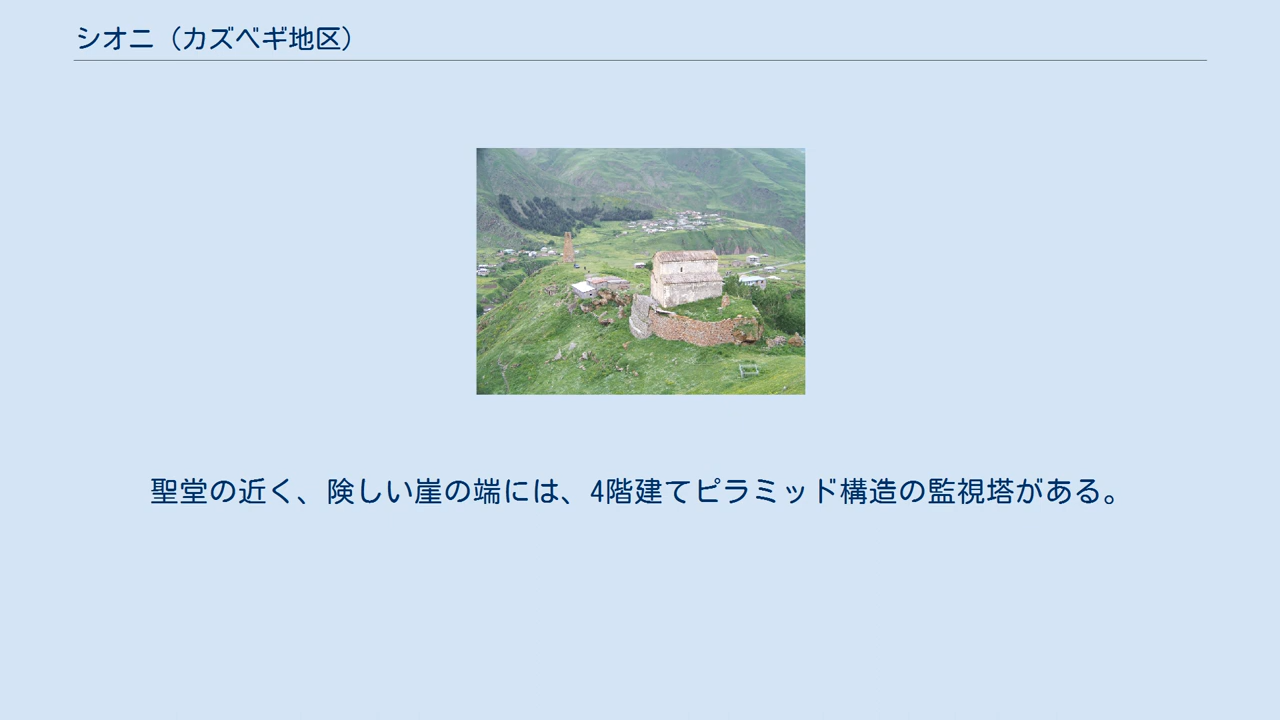 シオニ（カズベギ地区）
聖堂の近く、険しい崖の端には、4階建てピラミッド構造の監視塔がある。